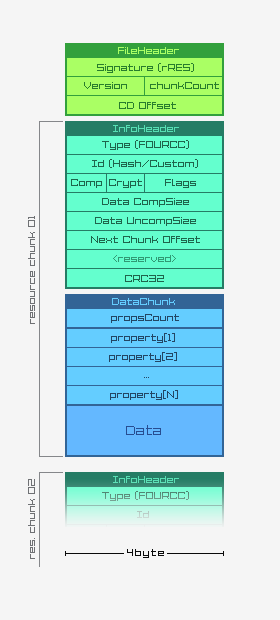 FileHeader
Signature (rRES)
Version chunkCount
CD Offset
resource chunk 01
InfoHeader
Type (FOURCC)
Id (Hash/Custom)
Comp Crypt Flags
Data CompSize
Data UncompSize
Next Chunk Offset
<reserved>
CRC32
DataChunk
propsCount
property[1]
property[2]
...
property[N]
Data
res. chunk 02
InfoHeader
Type (FOURCC)
Id
4byte